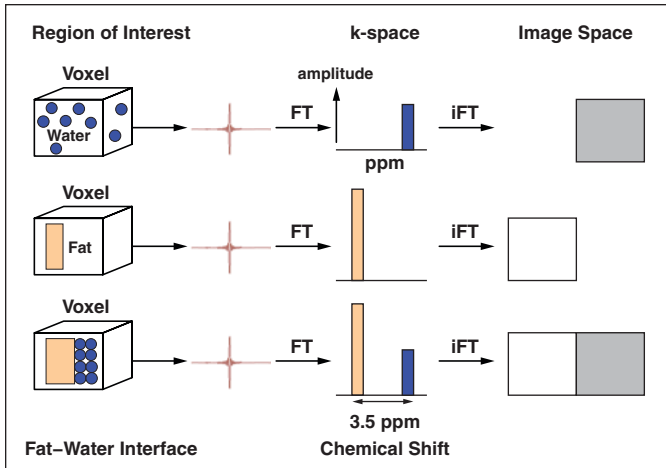 Region of Interest
k-space
Image Space
Voxel
amplitude
Water
FT
iFT
ppm
Voxel
Fat
FT
iFT
Voxel
FT
iFT
3.5 ppm
Fat–Water Interface
Chemical Shift